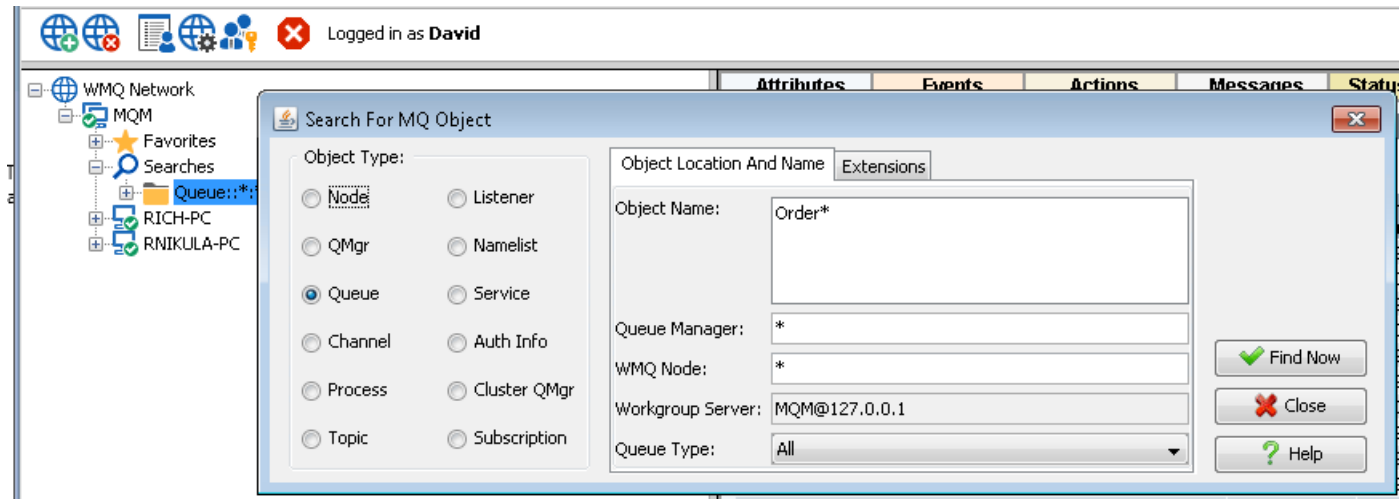 Logged in as David
WMQ Network
MQM
Favorites
Searches
Queue::*:
RICH-PC
RNIKULA-PC
Attributes Events Actions Messages Statu
Search For MQ Object
Object Type:
Node Listener
QMgr Namelist
Queue Service
Channel Auth Info
Process Cluster QMgr
Topic Subscription
Object Location And Name Extensions
Object Name: Order*
Queue Manager: *
WMQ Node: *
Workgroup Server: MQM@127.0.0.1
Queue Type: All
Find Now
Close
Help